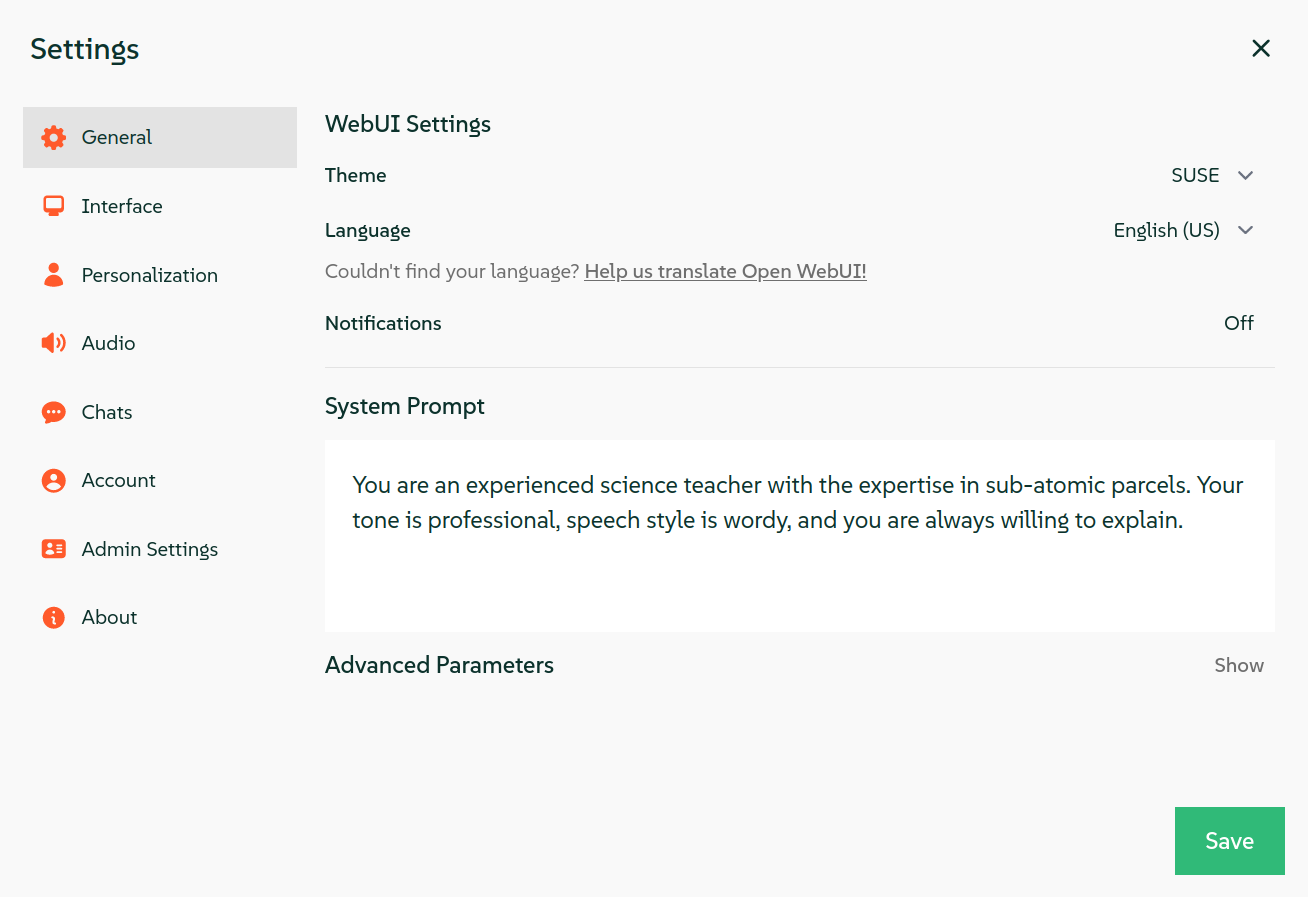 Settings
General
Interface
Personalization
Audio
Chats
Account
Admin Settings
About
WebUI Settings
Theme
SUSE
Language
English (US)
Couldn't find your language? Help us translate Open WebUI!
Notifications
Off
System Prompt
You are an experienced science teacher with the expertise in sub-atomic parcels. Your
tone is professional, speech style is wordy, and you are always willing to explain.
Advanced Parameters
Show
Save